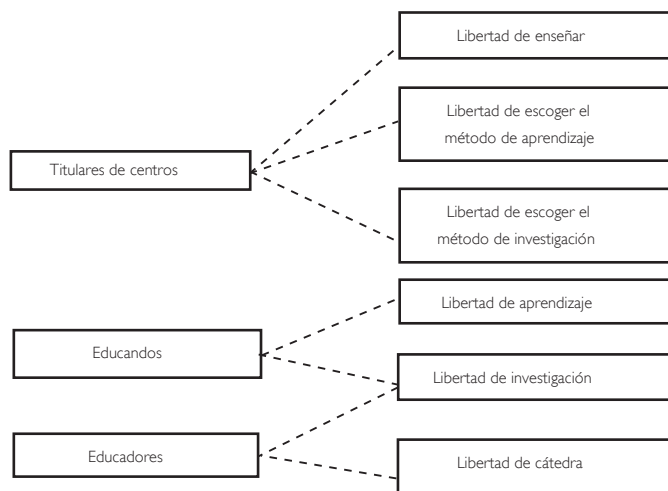 Libertad de enseñar
Libertad de escoger el
método de aprendizaje
Titulares de centros
Libertad de escoger el
método de investigación
Libertad de aprendizaje
Educandos
Libertad de investigación
Educadores
Libertad de cátedra